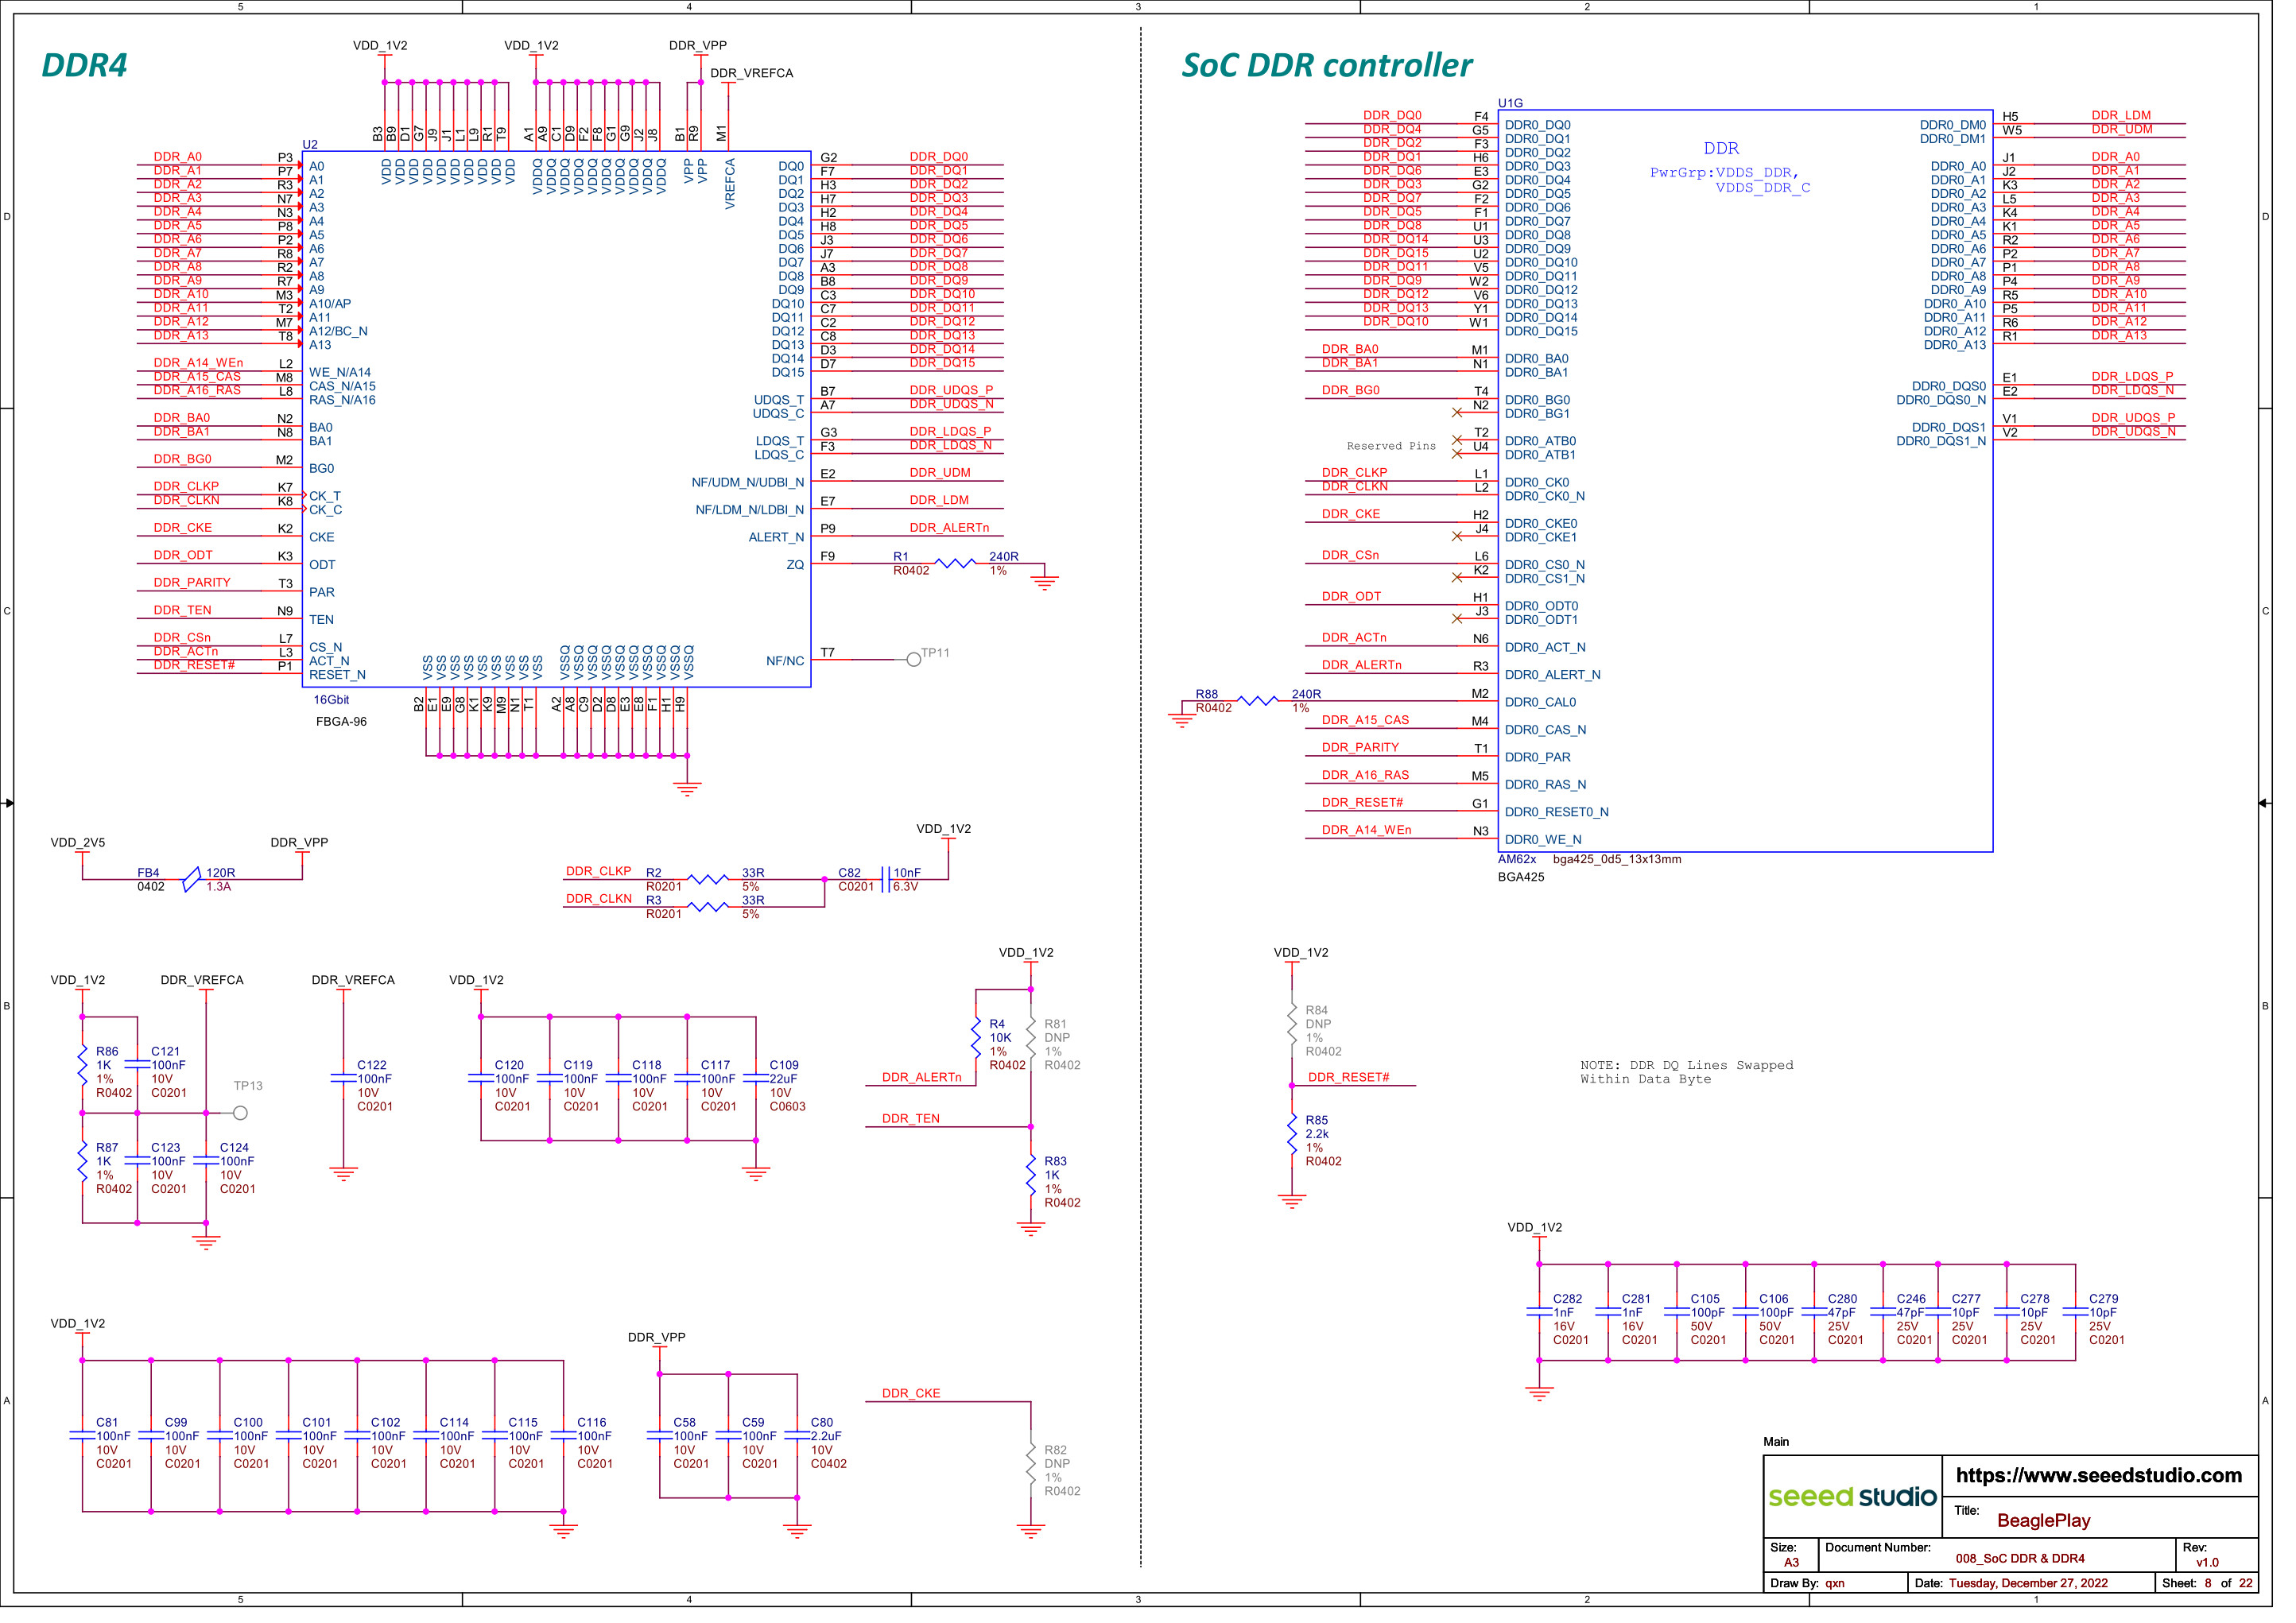 DDR4
VDD_1V2
VDD_1V2
DDR_VPP
DDR_VREFCA
B3 B9 D1 G7 J9 J1 L1 L9 R1 T9
A1 A9 C1 D9 F2 F8 G1 G9 J2 J8
B1 R9
M1
U2
VDD VDD VDD VDD VDD VDD VDD VDD VDD VDD
VDDQ VDDQ VDDQ VDDQ VDDQ VDDQ VDDQ VDDQ VDDQ VDDQ
VPP VPP
VREFCA
DDR_A0 P3 A0
DDR_A1 P7 A1
DDR_A2 R3 A2
DDR_A3 N7 A3
DDR_A4 N3 A4
DDR_A5 P8 A5
DDR_A6 P2 A6
DDR_A7 R8 A7
DDR_A8 R2 A8
DDR_A9 R7 A9
DDR_A10 M3 A10/AP
DDR_A11 T2 A11
DDR_A12 M7 A12/BC_N
DDR_A13 T8 A13
DDR_A14_WEn L2 WE_N/A14
DDR_A15_CAS M8 CAS_N/A15
DDR_A16_RAS L8 RAS_N/A16
DDR_BA0 N2 BA0
DDR_BA1 N8 BA1
DDR_BG0 M2 BG0
DDR_CLKP K7 CK_T
DDR_CLKN K8 CK_C
DDR_CKE K2 CKE
DDR_ODT K3 ODT
DDR_PARITY T3 PAR
DDR_TEN N9 TEN
DDR_CSn L7 CS_N
DDR_ACTn L3 ACT_N
DDR_RESET# P1 RESET_N
DQ0 G2 DDR_DQ0
DQ1 F7 DDR_DQ1
DQ2 H3 DDR_DQ2
DQ3 H7 DDR_DQ3
DQ4 H2 DDR_DQ4
DQ5 H8 DDR_DQ5
DQ6 J3 DDR_DQ6
DQ7 J7 DDR_DQ7
DQ8 A3 DDR_DQ8
DQ9 B8 DDR_DQ9
DQ10 C3 DDR_DQ10
DQ11 C7 DDR_DQ11
DQ12 C2 DDR_DQ12
DQ13 C8 DDR_DQ13
DQ14 D3 DDR_DQ14
DQ15 D7 DDR_DQ15
UDQS_T B7 DDR_UDQS_P
UDQS_C A7 DDR_UDQS_N
LDQS_T G3 DDR_LDQS_P
LDQS_C F3 DDR_LDQS_N
NF/UDM_N/UDBI_N E2 DDR_UDM
NF/LDM_N/LDBI_N E7 DDR_LDM
ALERT_N P9 DDR_ALERTn
ZQ F9 R1 240R
R0402 1%
NF/NC T7 TP11
VSS VSS VSS VSS VSS VSS VSS VSS VSS
VSSQ VSSQ VSSQ VSSQ VSSQ VSSQ VSSQ VSSQ VSSQ VSSQ
16Gbit
FBGA-96
B2 E1 E9 G8 K1 K9 M9 N1 T1
A2 A8 C9 D2 D8 E3 E8 F1 H1 H9
VDD_2V5
DDR_VPP
FB4 120R
0402 1.3A
VDD_1V2
DDR_CLKP R2 33R
R0201 5%
DDR_CLKN R3 33R
R0201 5%
C82 10nF
C0201 6.3V
VDD_1V2
DDR_VREFCA
R86
1K
1%
R0402
C121
100nF
10V
C0201
TP13
R87
1K
1%
R0402
C123
100nF
10V
C0201
C124
100nF
10V
C0201
DDR_VREFCA
C122
100nF
10V
C0201
VDD_1V2
C120 C119 C118 C117 C109
100nF 100nF 100nF 100nF 22uF
10V 10V 10V 10V 10V
C0201 C0201 C0201 C0201 C0603
VDD_1V2
R4
10K
1%
R0402
R81
DNP
1%
R0402
DDR_ALERTn
DDR_TEN
R83
1K
1%
R0402
VDD_1V2
C81 C99 C100 C101 C102 C114 C115 C116
100nF 100nF 100nF 100nF 100nF 100nF 100nF 100nF
10V 10V 10V 10V 10V 10V 10V 10V
C0201 C0201 C0201 C0201 C0201 C0201 C0201 C0201
DDR_VPP
C58 C59 C80
100nF 100nF 2.2uF
10V 10V 10V
C0201 C0201 C0402
DDR_CKE
R82
DNP
1%
R0402
SoC DDR controller
U1G
DDR
PwrGrp:VDDS_DDR,
VDDS_DDR_C
DDR_DQ0 F4 DDR0_DQ0
DDR_DQ4 G5 DDR0_DQ1
DDR_DQ2 F3 DDR0_DQ2
DDR_DQ1 H6 DDR0_DQ3
DDR_DQ6 E3 DDR0_DQ4
DDR_DQ3 G2 DDR0_DQ5
DDR_DQ7 F2 DDR0_DQ6
DDR_DQ5 F1 DDR0_DQ7
DDR_DQ8 U1 DDR0_DQ8
DDR_DQ14 U3 DDR0_DQ9
DDR_DQ15 U2 DDR0_DQ10
DDR_DQ11 V5 DDR0_DQ11
DDR_DQ9 W2 DDR0_DQ12
DDR_DQ12 V6 DDR0_DQ13
DDR_DQ13 Y1 DDR0_DQ14
DDR_DQ10 W1 DDR0_DQ15
DDR_BA0 M1 DDR0_BA0
DDR_BA1 N1 DDR0_BA1
DDR_BG0 T4 DDR0_BG0
N2 DDR0_BG1
T2 DDR0_ATB0
Reserved Pins
U4 DDR0_ATB1
DDR_CLKP L1 DDR0_CK0
DDR_CLKN L2 DDR0_CK0_N
DDR_CKE H2 DDR0_CKE0
J4 DDR0_CKE1
DDR_CSn L6 DDR0_CS0_N
K2 DDR0_CS1_N
DDR_ODT H1 DDR0_ODT0
J3 DDR0_ODT1
DDR_ACTn N6 DDR0_ACT_N
DDR_ALERTn R3 DDR0_ALERT_N
R88 240R M2 DDR0_CAL0
R0402 1%
DDR_A15_CAS M4 DDR0_CAS_N
DDR_PARITY T1 DDR0_PAR
DDR_A16_RAS M5 DDR0_RAS_N
DDR_RESET# G1 DDR0_RESET0_N
DDR_A14_WEn N3 DDR0_WE_N
DDR0_DM0 H5 DDR_LDM
DDR0_DM1 W5 DDR_UDM
DDR0_A0 J1 DDR_A0
DDR0_A1 J2 DDR_A1
DDR0_A2 K3 DDR_A2
DDR0_A3 L5 DDR_A3
DDR0_A4 K4 DDR_A4
DDR0_A5 K1 DDR_A5
DDR0_A6 R2 DDR_A6
DDR0_A7 P2 DDR_A7
DDR0_A8 P1 DDR_A8
DDR0_A9 P4 DDR_A9
DDR0_A10 R5 DDR_A10
DDR0_A11 P5 DDR_A11
DDR0_A12 R6 DDR_A12
DDR0_A13 R1 DDR_A13
DDR0_DQS0 E1 DDR_LDQS_P
DDR0_DQS0_N E2 DDR_LDQS_N
DDR0_DQS1 V1 DDR_UDQS_P
DDR0_DQS1_N V2 DDR_UDQS_N
AM62x bga425_0d5_13x13mm
BGA425
VDD_1V2
R84
DNP
1%
R0402
DDR_RESET#
R85
2.2k
1%
R0402
NOTE: DDR DQ Lines Swapped
Within Data Byte
VDD_1V2
C282 C281 C105 C106 C280 C246 C277 C278 C279
1nF 1nF 100pF 100pF 47pF 47pF 10pF 10pF 10pF
16V 16V 50V 50V 25V 25V 25V 25V 25V
C0201 C0201 C0201 C0201 C0201 C0201 C0201 C0201 C0201
Main
seeed studio
https://www.seeedstudio.com
Title:
BeaglePlay
Size:
A3
Document Number:
008_SoC DDR & DDR4
Rev:
v1.0
Draw By: qxn
Date: Tuesday, December 27, 2022
Sheet: 8 of 22
5 4 3 2 1
5 4 3 2 1
D C B A
D C B A